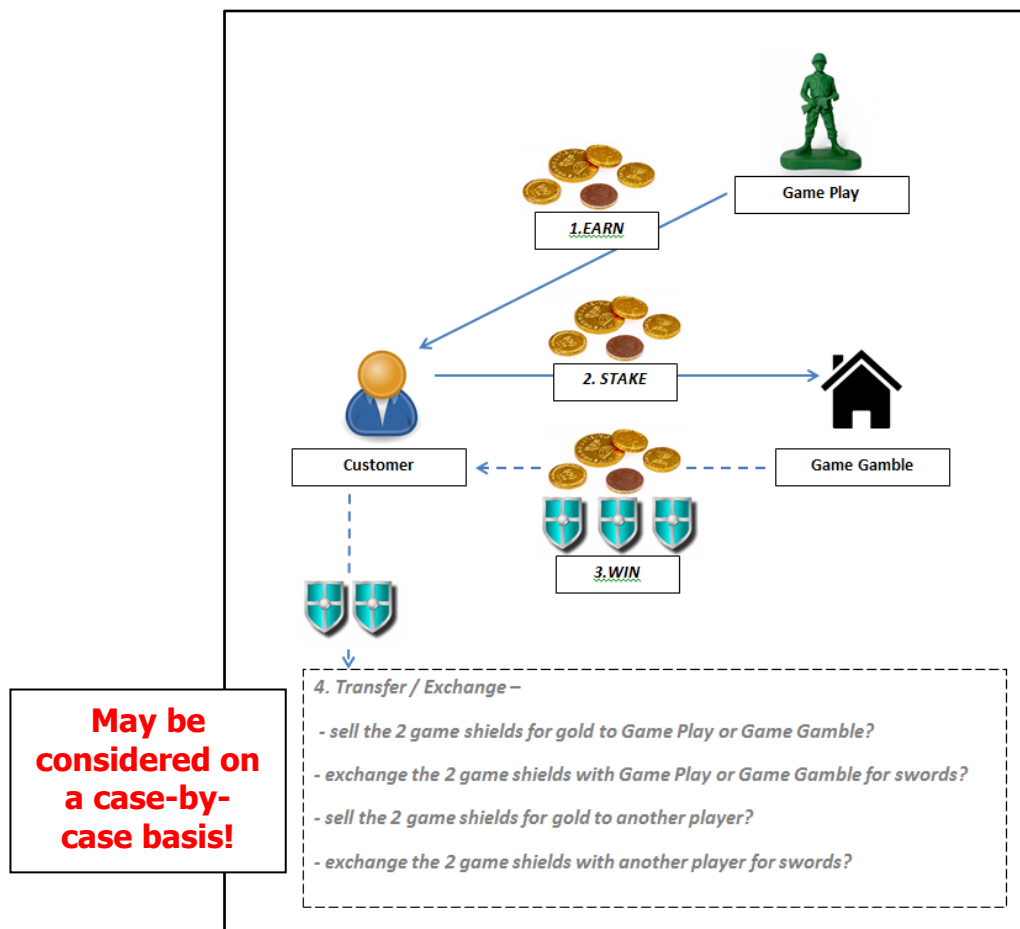 Game Play
1.EARN
2. STAKE
Customer
Game Gamble
3.WIN
4. Transfer / Exchange –
- sell the 2 game shields for gold to Game Play or Game Gamble?
- exchange the 2 game shields with Game Play or Game Gamble for swords?
- sell the 2 game shields for gold to another player?
- exchange the 2 game shields with another player for swords?
May be
considered on
a case-by-
case basis!